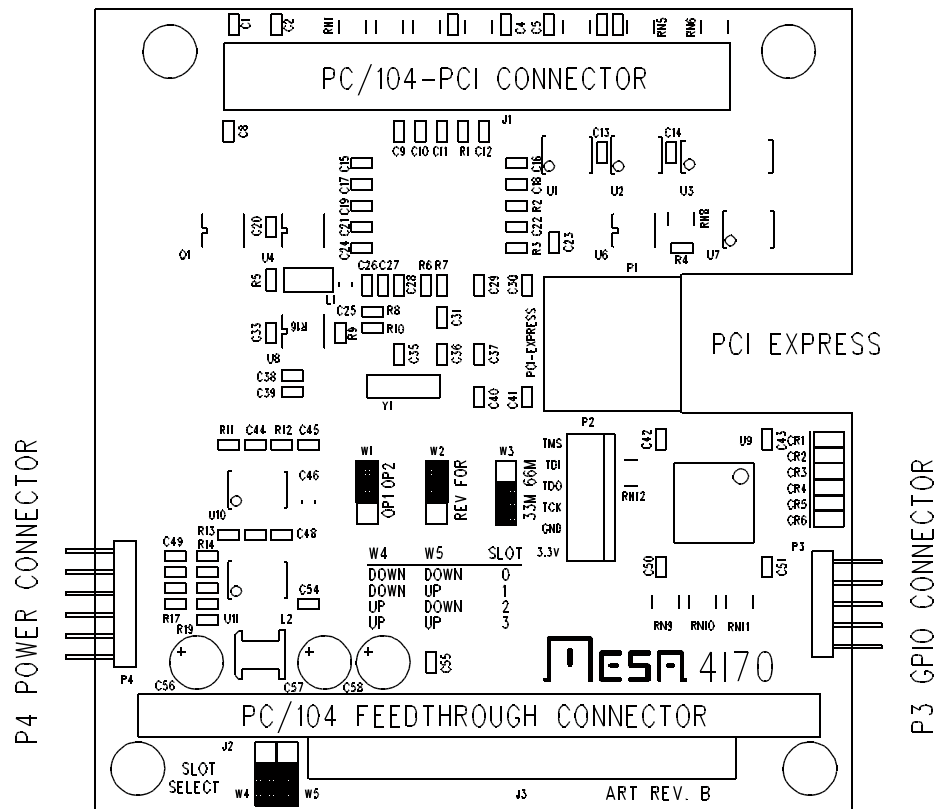 C1 C2 RN1 C4 C5 RN5 RN6
PC/104-PCI CONNECTOR
J1
C8 C9 C10 C11 R1 C12
C13 C14
C15 C16 U1 U2 U3
C17 C18
C19 R2 RN8
C20 C21 C22 C23
O1 U4 C24 R3 U6 R4 U7
P1
R5 L1 C26 C27 C28 R6 R7 C29 C30
C25 R8 C31
C33 R16 R9 R10 PCI-EXPRESS
PCI EXPRESS
U8 C35 C36 C37
C38
C39 Y1 C40 C41
P2
R11 C44 R12 C45 W1 W2 W3 TMS C42 U9 C43 CR1
CR2
C46 OP1 OP2 REV FOR 33M 66M TDI CR3
TDO RN12 CR4
U10 TCK CR5
R13 C48 GND CR6
C49 R14 3.3V P3
W4 W5 SLOT
DOWN DOWN 0
DOWN UP 1
UP DOWN 2
UP UP 3
C50 C51
C54
R17 U11 L2
R19 RN9 RN10 RN11
P4 C56 C57 C58 C55
MESA 4170
PC/104 FEEDTHROUGH CONNECTOR
J2
SLOT
SELECT
W4 W5 J3 ART REV. B
P4 POWER CONNECTOR
P3 GPIO CONNECTOR